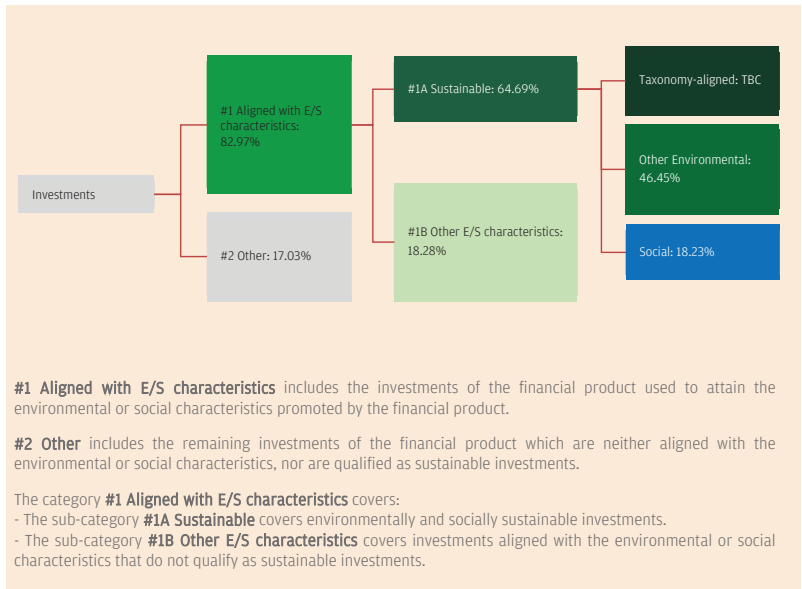 Investments
#1 Aligned with E/S
characteristics:
82.97%
#2 Other: 17.03%
#1A Sustainable: 64.69%
#1B Other E/S characteristics:
18.28%
Taxonomy-aligned: TBC
Other Environmental:
46.45%
Social: 18.23%
#1 Aligned with E/S characteristics includes the investments of the financial product used to attain the
environmental or social characteristics promoted by the financial product.
#2 Other includes the remaining investments of the financial product which are neither aligned with the
environmental or social characteristics, nor are qualified as sustainable investments.
The category #1 Aligned with E/S characteristics covers:
- The sub-category #1A Sustainable covers environmentally and socially sustainable investments.
- The sub-category #1B Other E/S characteristics covers investments aligned with the environmental or social
characteristics that do not qualify as sustainable investments.